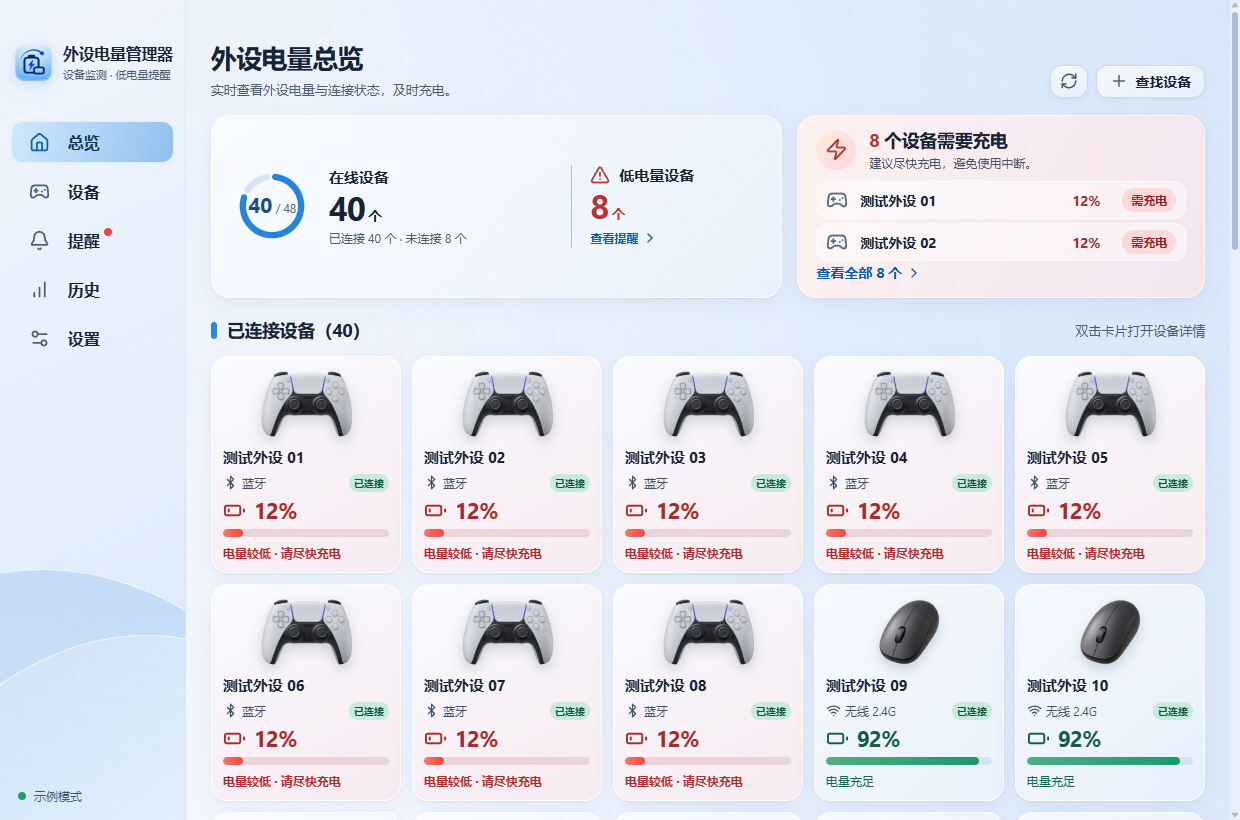 外设电量管理器
设备监测 · 低电量提醒
总览
设备
提醒
历史
设置
示例模式
外设电量总览
实时查看外设电量与连接状态，及时充电。
查找设备
40 / 48
在线设备
40 个
已连接 40 个 · 未连接 8 个
低电量设备
8 个
查看提醒
8 个设备需要充电
建议尽快充电，避免使用中断。
测试外设 01 12% 需充电
测试外设 02 12% 需充电
查看全部 8 个
已连接设备（40）
双击卡片打开设备详情
测试外设 01
蓝牙 已连接
12%
电量较低 · 请尽快充电
测试外设 02
蓝牙 已连接
12%
电量较低 · 请尽快充电
测试外设 03
蓝牙 已连接
12%
电量较低 · 请尽快充电
测试外设 04
蓝牙 已连接
12%
电量较低 · 请尽快充电
测试外设 05
蓝牙 已连接
12%
电量较低 · 请尽快充电
测试外设 06
蓝牙 已连接
12%
电量较低 · 请尽快充电
测试外设 07
蓝牙 已连接
12%
电量较低 · 请尽快充电
测试外设 08
蓝牙 已连接
12%
电量较低 · 请尽快充电
测试外设 09
无线 2.4G 已连接
92%
电量充足
测试外设 10
无线 2.4G 已连接
92%
电量充足